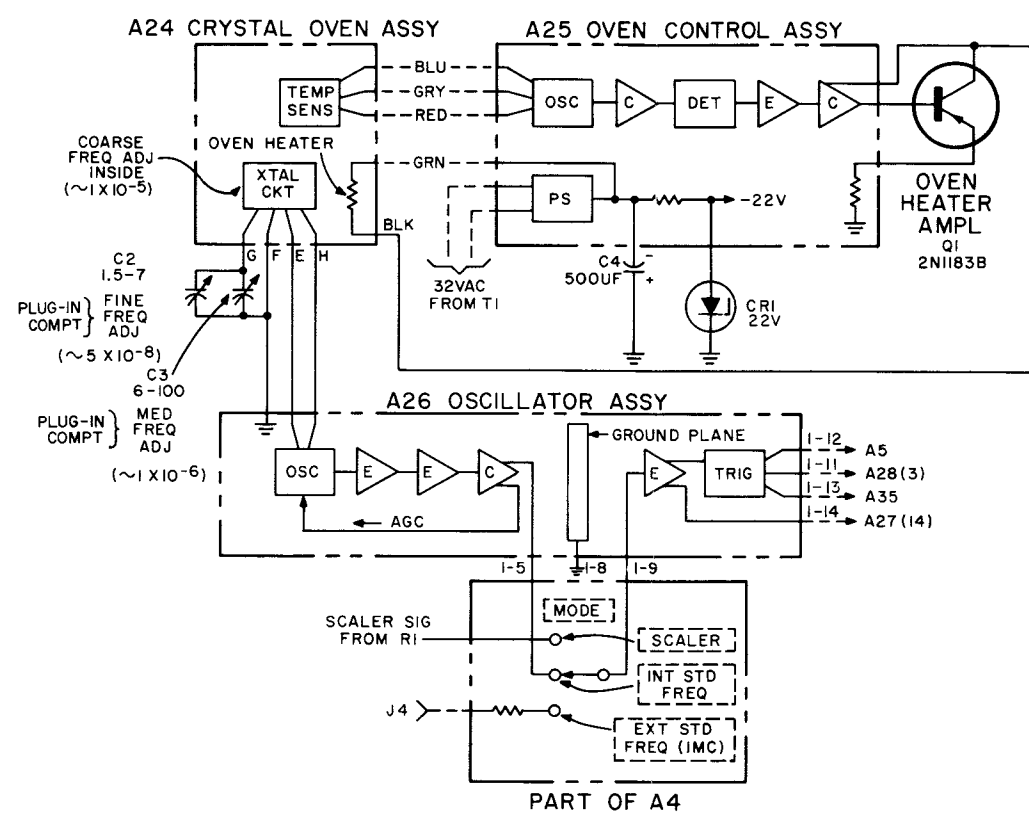 A24 CRYSTAL OVEN ASSY
A25 OVEN CONTROL ASSY
TEMP
SENS
BLU
GRY
RED
OSC
C
DET
E
C
COARSE
FREQ ADJ
INSIDE
(~1X10-5)
OVEN HEATER
XTAL
CKT
GRN
BLK
PS
-22V
OVEN
HEATER
AMPL
Q1
2N1183B
G
F
E
H
32VAC
FROM T1
C4
500UF
-
+
CR1
22V
C2
1.5-7
PLUG-IN
COMPT
FINE
FREQ
ADJ
(~5X10-8)
C3
6-100
PLUG-IN
COMPT
MED
FREQ
ADJ
(~1X10-6)
A26 OSCILLATOR ASSY
OSC
E
E
C
AGC
GROUND PLANE
E
TRIG
1-12
A5
1-11
A28(3)
1-13
A35
1-14
A27(14)
1-5
1-8
1-9
MODE
SCALER SIG
FROM R1
SCALER
INT STD
FREQ
J4
EXT STD
FREQ (1MC)
PART OF A4